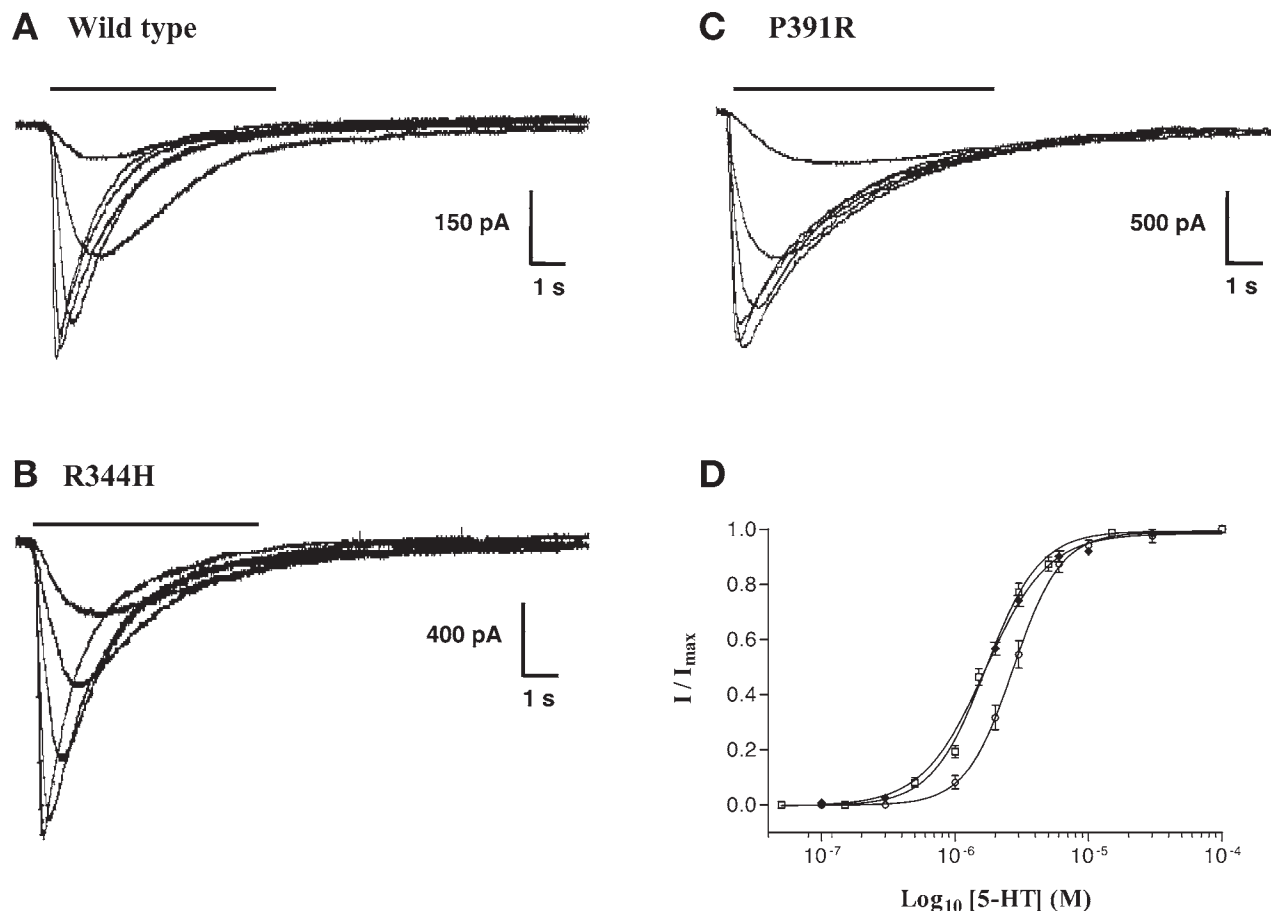 A Wild type
150 pA
1 s
C P391R
500 pA
1 s
B R344H
400 pA
1 s
D
1.0
0.8
0.6
0.4
0.2
0.0
I / Imax
10-7 10-6 10-5 10-4
Log10 [5-HT] (M)